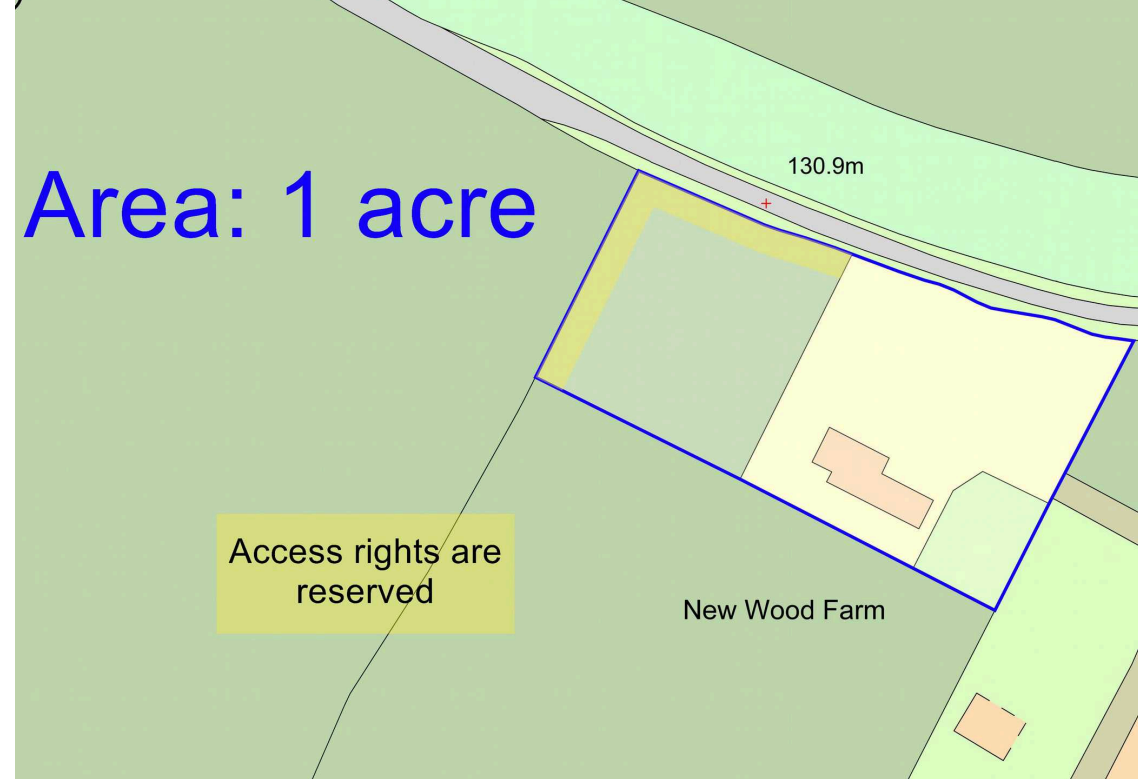 130.9m
Area: 1 acre
Access rights are
reserved
New Wood Farm